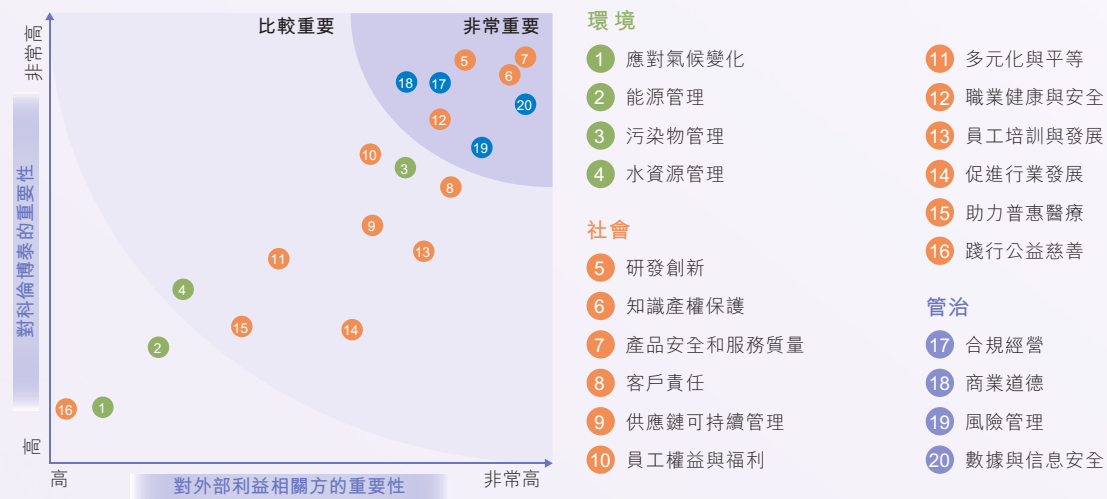 非常高
對科倫博泰的重要性
高
比較重要
非常重要
5
7
6
18
17
20
12
19
10
3
8
9
13
11
4
15
14
2
16
1
高
對外部利益相關方的重要性
非常高
環境
1 應對氣候變化
2 能源管理
3 污染物管理
4 水資源管理
社會
5 研發創新
6 知識產權保護
7 產品安全和服務質量
8 客戶責任
9 供應鏈可持續管理
10 員工權益與福利
11 多元化與平等
12 職業健康與安全
13 員工培訓與發展
14 促進行業發展
15 助力普惠醫療
16 踐行公益慈善
管治
17 合規經營
18 商業道德
19 風險管理
20 數據與信息安全